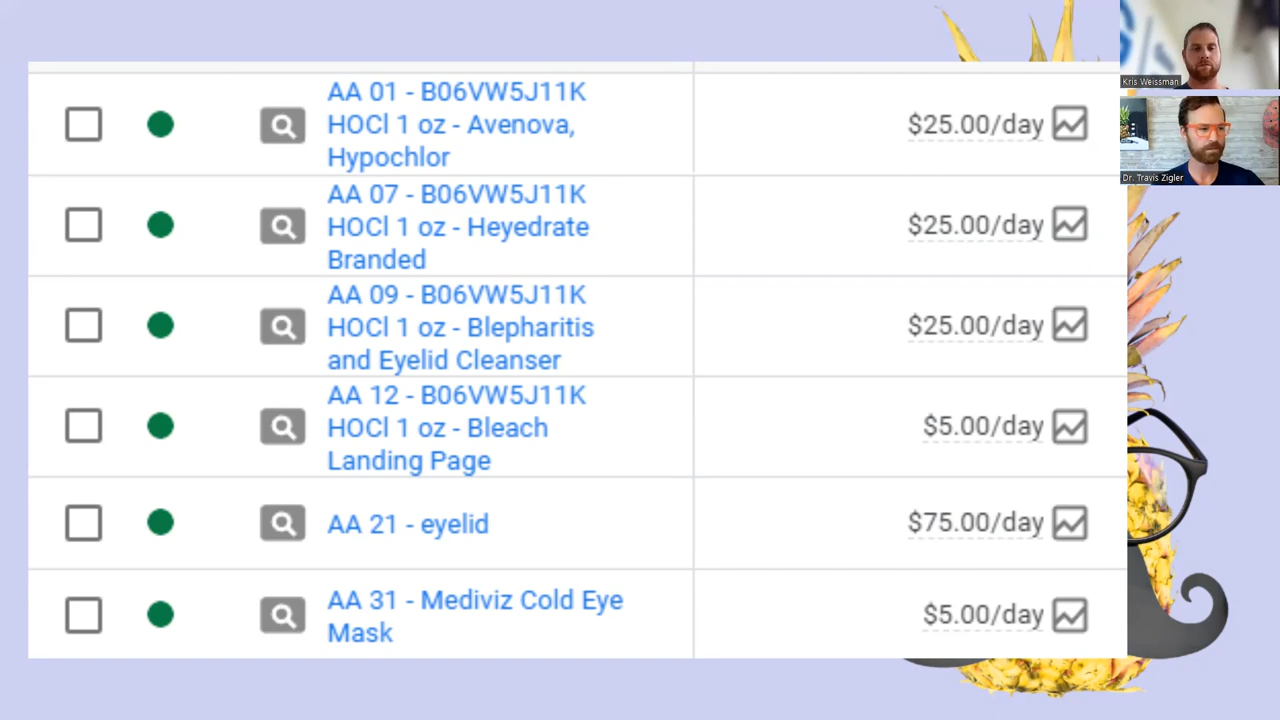 AA 01 - B06VW5J11K
HOCl 1 oz - Avenova,
Hypochlor
$25.00/day
AA 07 - B06VW5J11K
HOCl 1 oz - Heyedrate
Branded
$25.00/day
AA 09 - B06VW5J11K
HOCl 1 oz - Blepharitis
and Eyelid Cleanser
$25.00/day
AA 12 - B06VW5J11K
HOCl 1 oz - Bleach
Landing Page
$5.00/day
AA 21 - eyelid
$75.00/day
AA 31 - Mediviz Cold Eye
Mask
$5.00/day
Kris Weissman
Dr. Travis Zigler